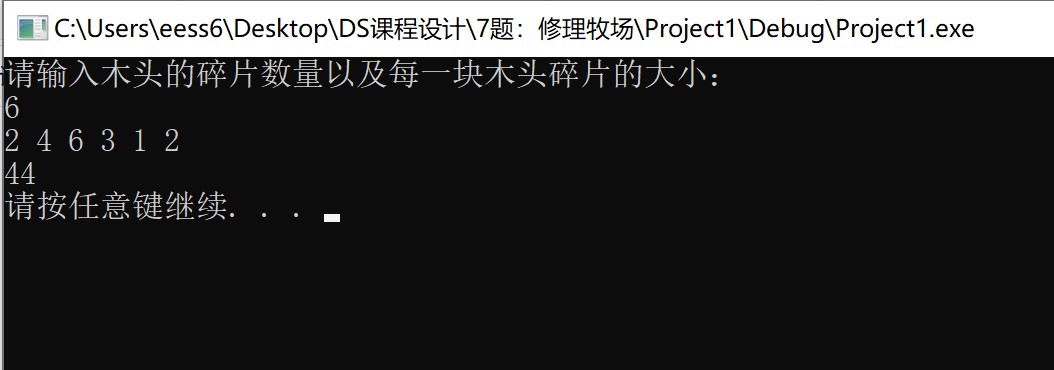 C:\Users\eess6\Desktop\DS课程设计\7题：修理牧场\Project1\Debug\Project1.exe
请输入木头的碎片数量以及每一块木头碎片的大小：
6
2 4 6 3 1 2
44
请按任意键继续. . .